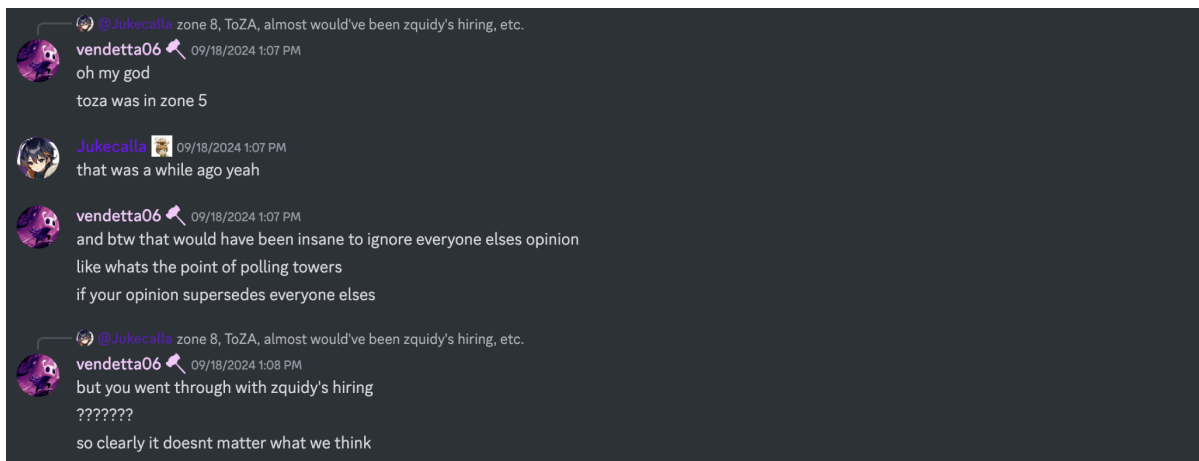 @Jukecalla zone 8, ToZA, almost would've been zquidy's hiring, etc.
vendetta06 09/18/2024 1:07 PM
oh my god
toza was in zone 5
Jukecalla 09/18/2024 1:07 PM
that was a while ago yeah
vendetta06 09/18/2024 1:07 PM
and btw that would have been insane to ignore everyone elses opinion
like whats the point of polling towers
if your opinion supersedes everyone elses
@Jukecalla zone 8, ToZA, almost would've been zquidy's hiring, etc.
vendetta06 09/18/2024 1:08 PM
but you went through with zquidy's hiring
???????
so clearly it doesnt matter what we think